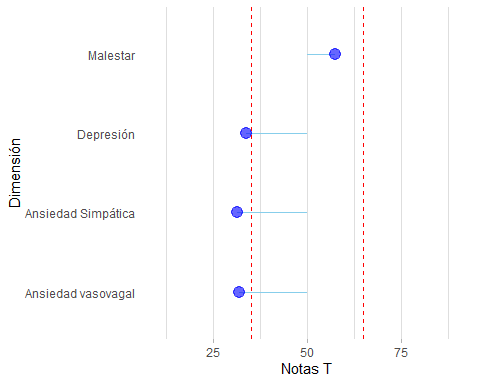 Malestar
Depresión
Ansiedad Simpática
Ansiedad vasovagal
Dimensión
25 50 75
Notas T